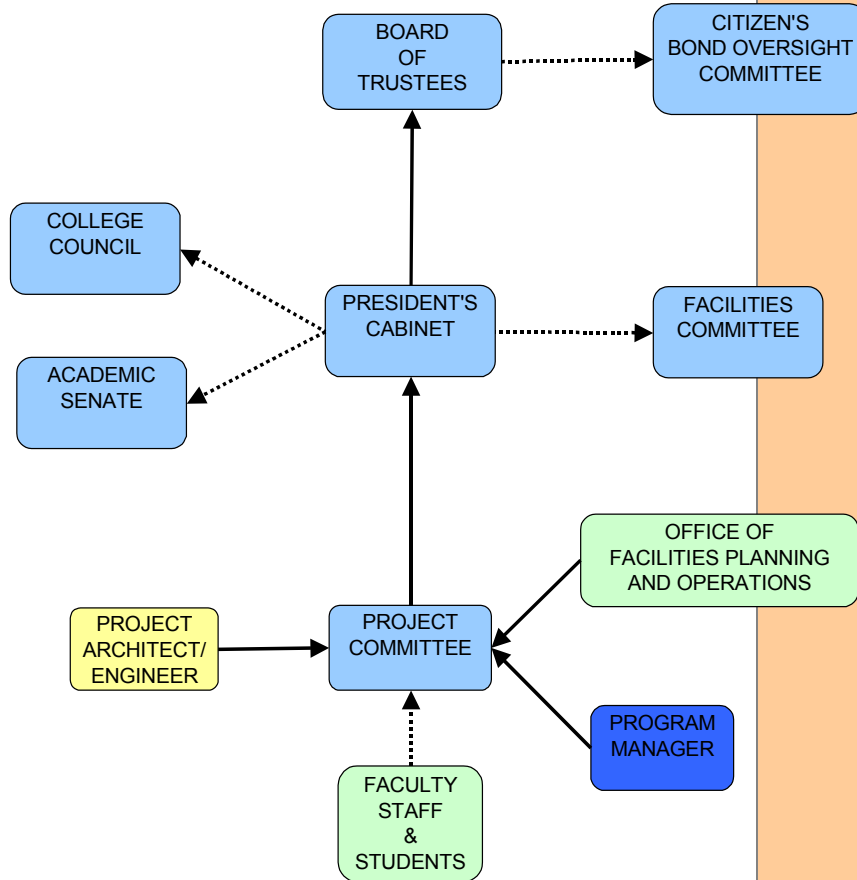 BOARD
OF
TRUSTEES
CITIZEN'S
BOND OVERSIGHT
COMMITTEE
COLLEGE
COUNCIL
PRESIDENT'S
CABINET
FACILITIES
COMMITTEE
ACADEMIC
SENATE
OFFICE OF
FACILITIES PLANNING
AND OPERATIONS
PROJECT
ARCHITECT/
ENGINEER
PROJECT
COMMITTEE
PROGRAM
MANAGER
FACULTY
STAFF
&
STUDENTS